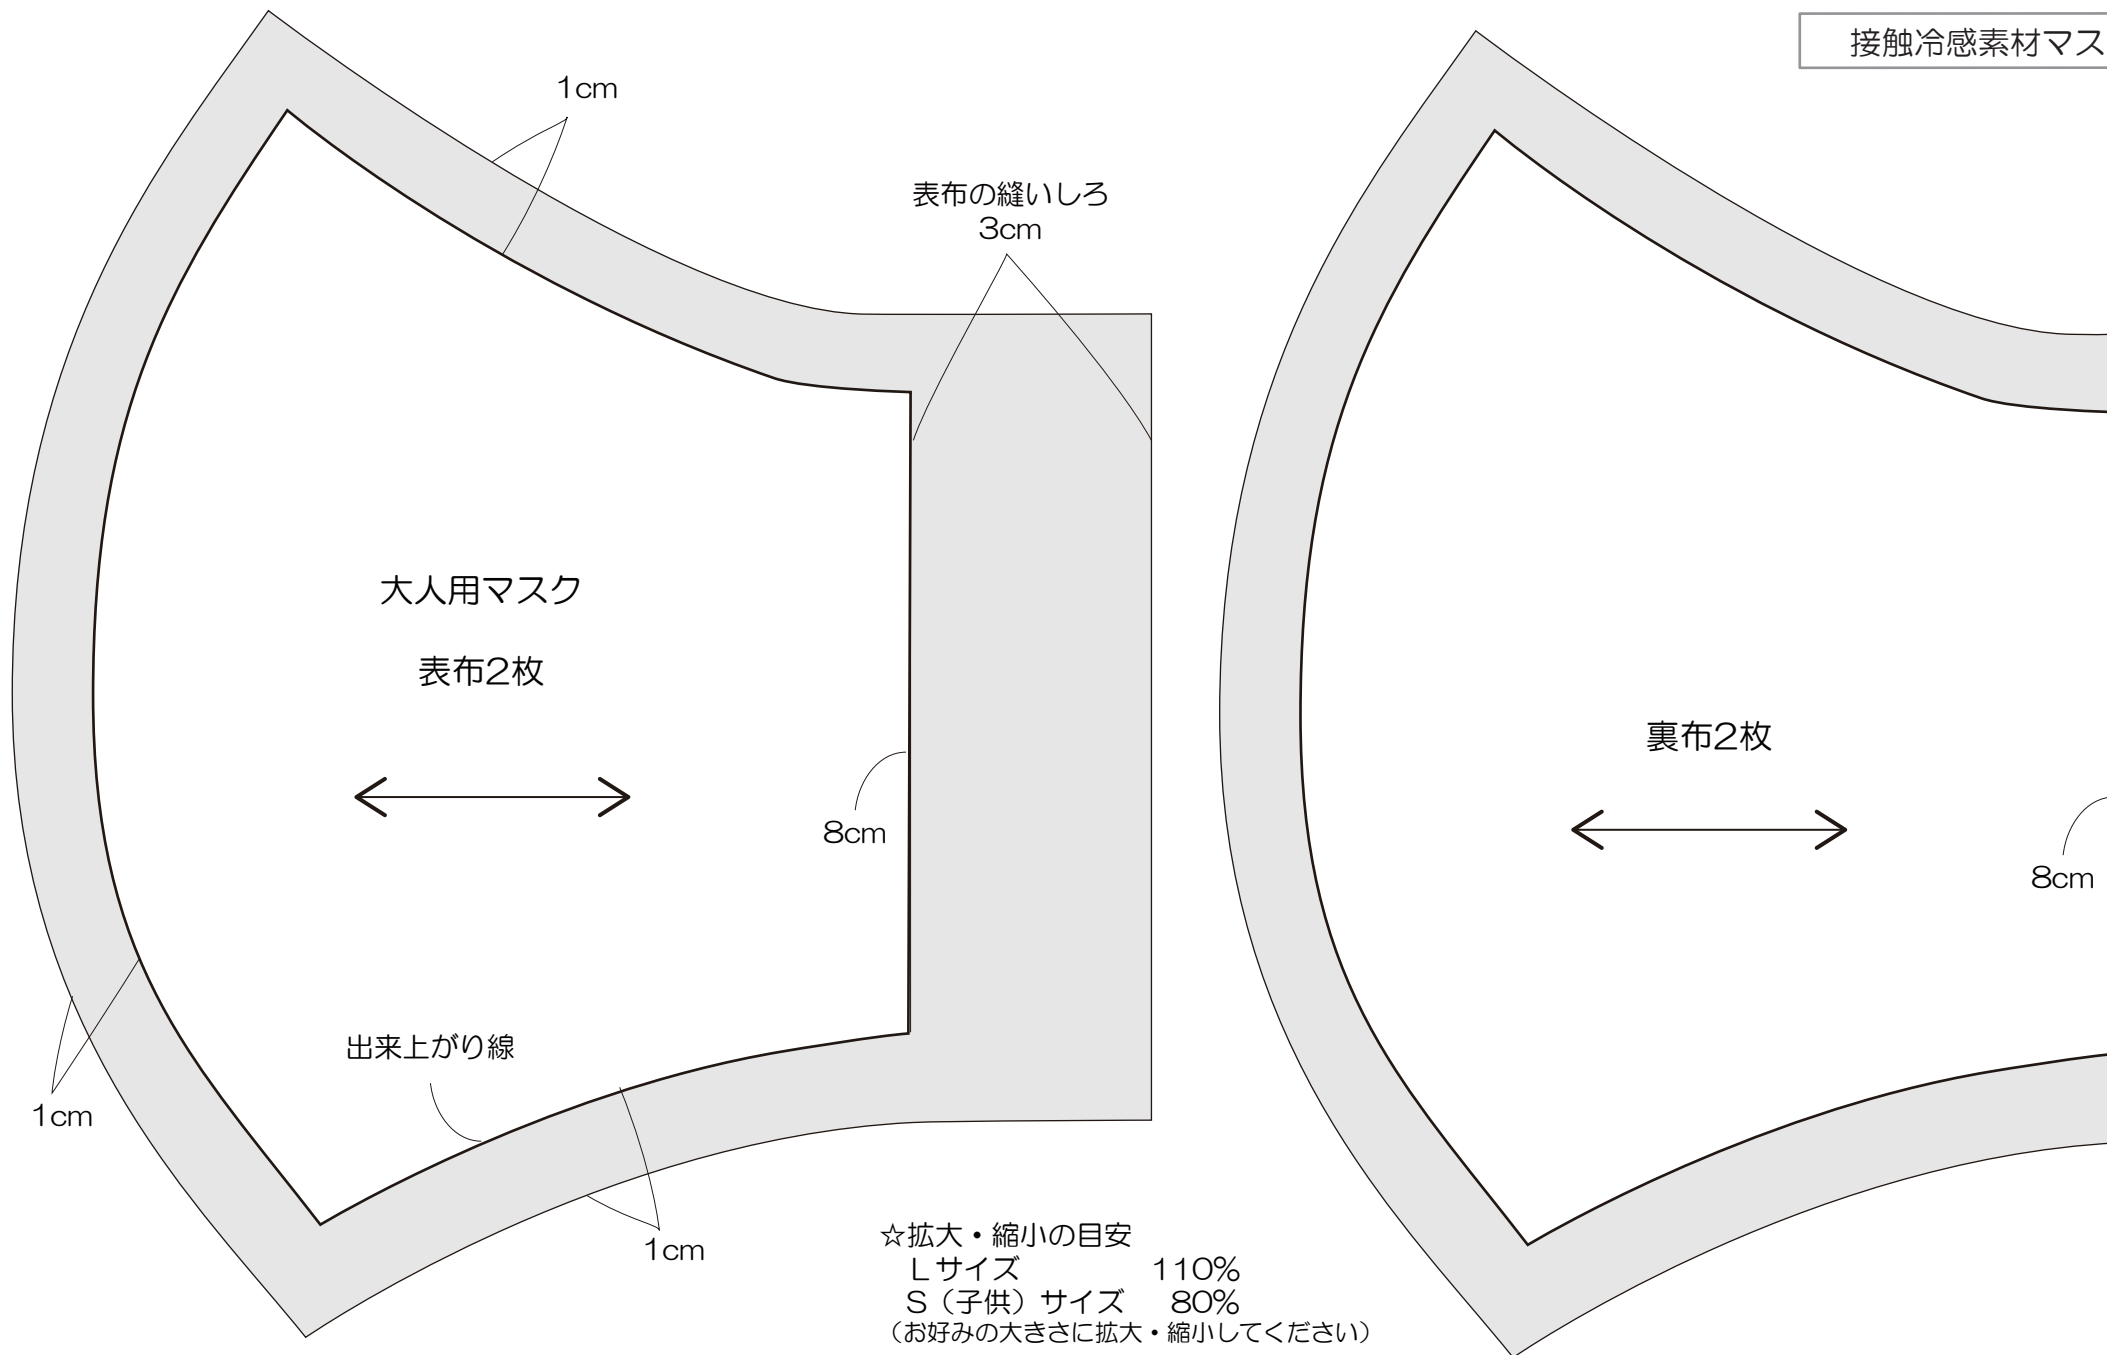 接触冷感素材マス
1cm
表布の縫いしろ
3cm
大人用マスク
表布2枚
8cm
出来上がり線
1cm
1cm
☆拡大・縮小の目安
Lサイズ 110%
S（子供）サイズ 80%
（お好みの大きさに拡大・縮小してください）
裏布2枚
8cm